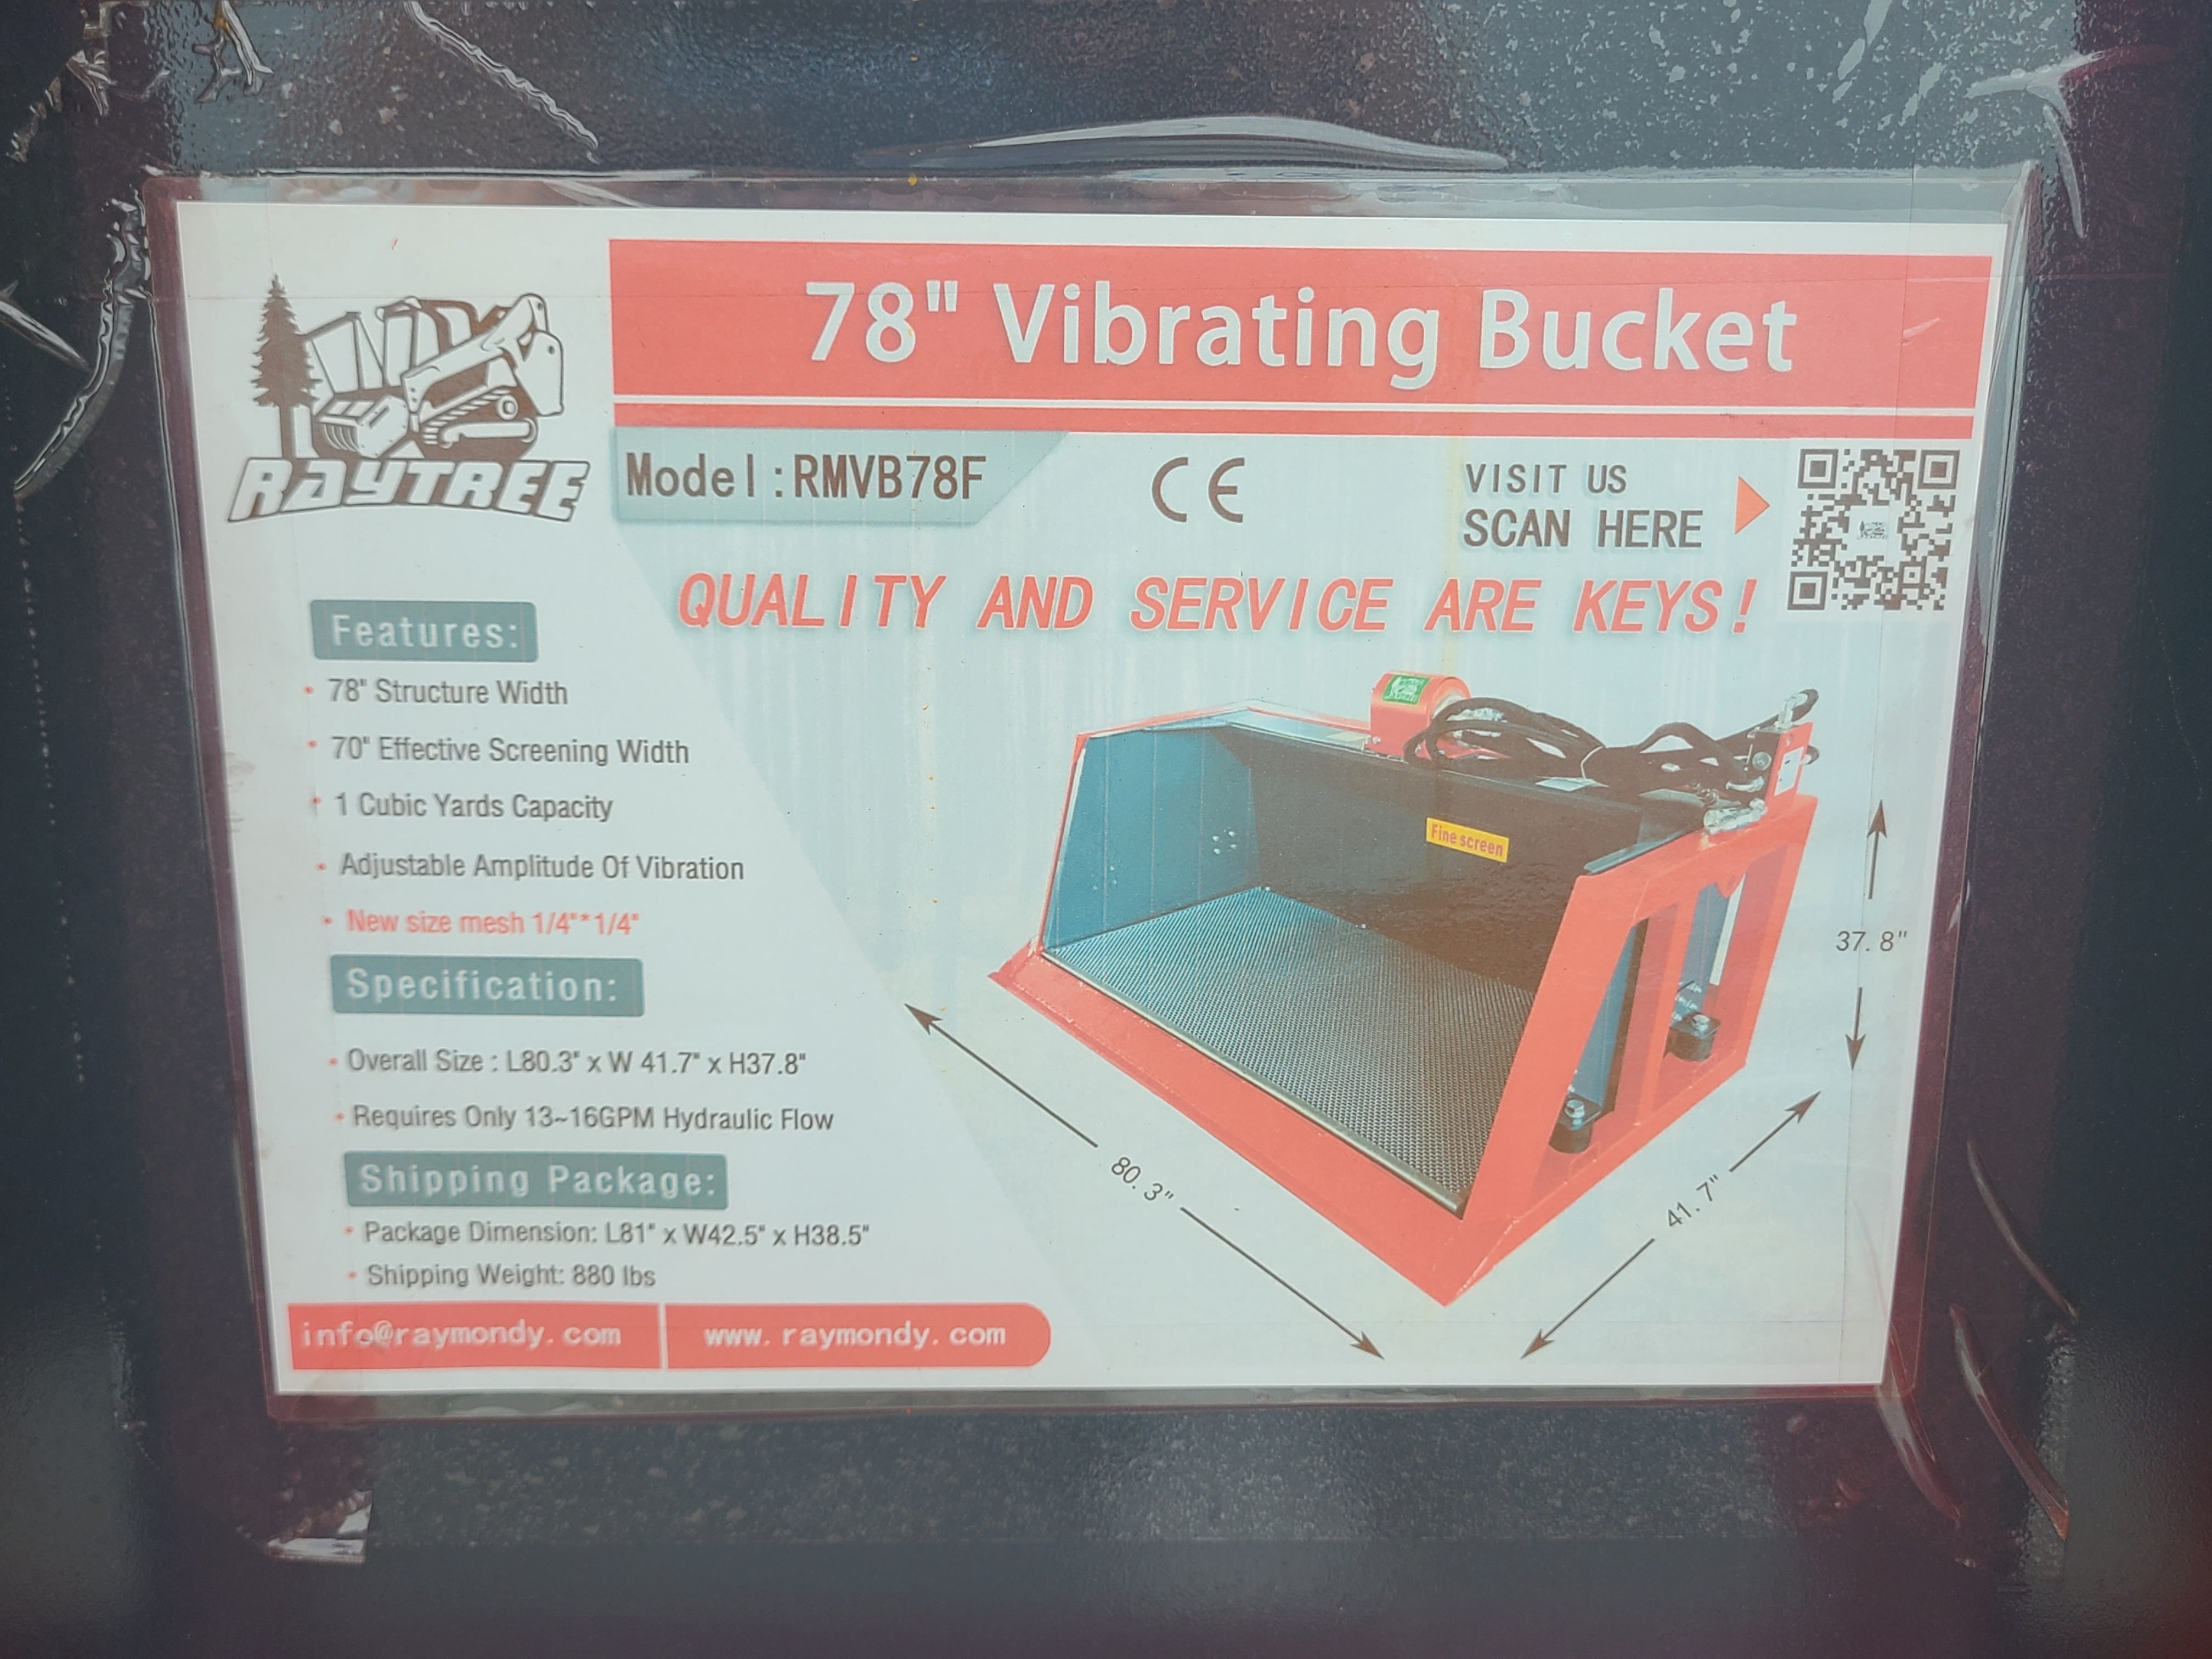 RAYTREE
78" Vibrating Bucket
Model:RMVB78F
CE
VISIT US
SCAN HERE
QUALITY AND SERVICE ARE KEYS!
Features:
• 78" Structure Width
• 70" Effective Screening Width
• 1 Cubic Yards Capacity
• Adjustable Amplitude Of Vibration
• New size mesh 1/4"*1/4"
Specification:
• Overall Size : L80.3" x W 41.7" x H37.8"
• Requires Only 13~16GPM Hydraulic Flow
Shipping Package:
• Package Dimension: L81" x W42.5" x H38.5"
• Shipping Weight: 880 lbs
info@raymondy.com
www.raymondy.com
Fine screen
37.8"
80.3"
41.7"